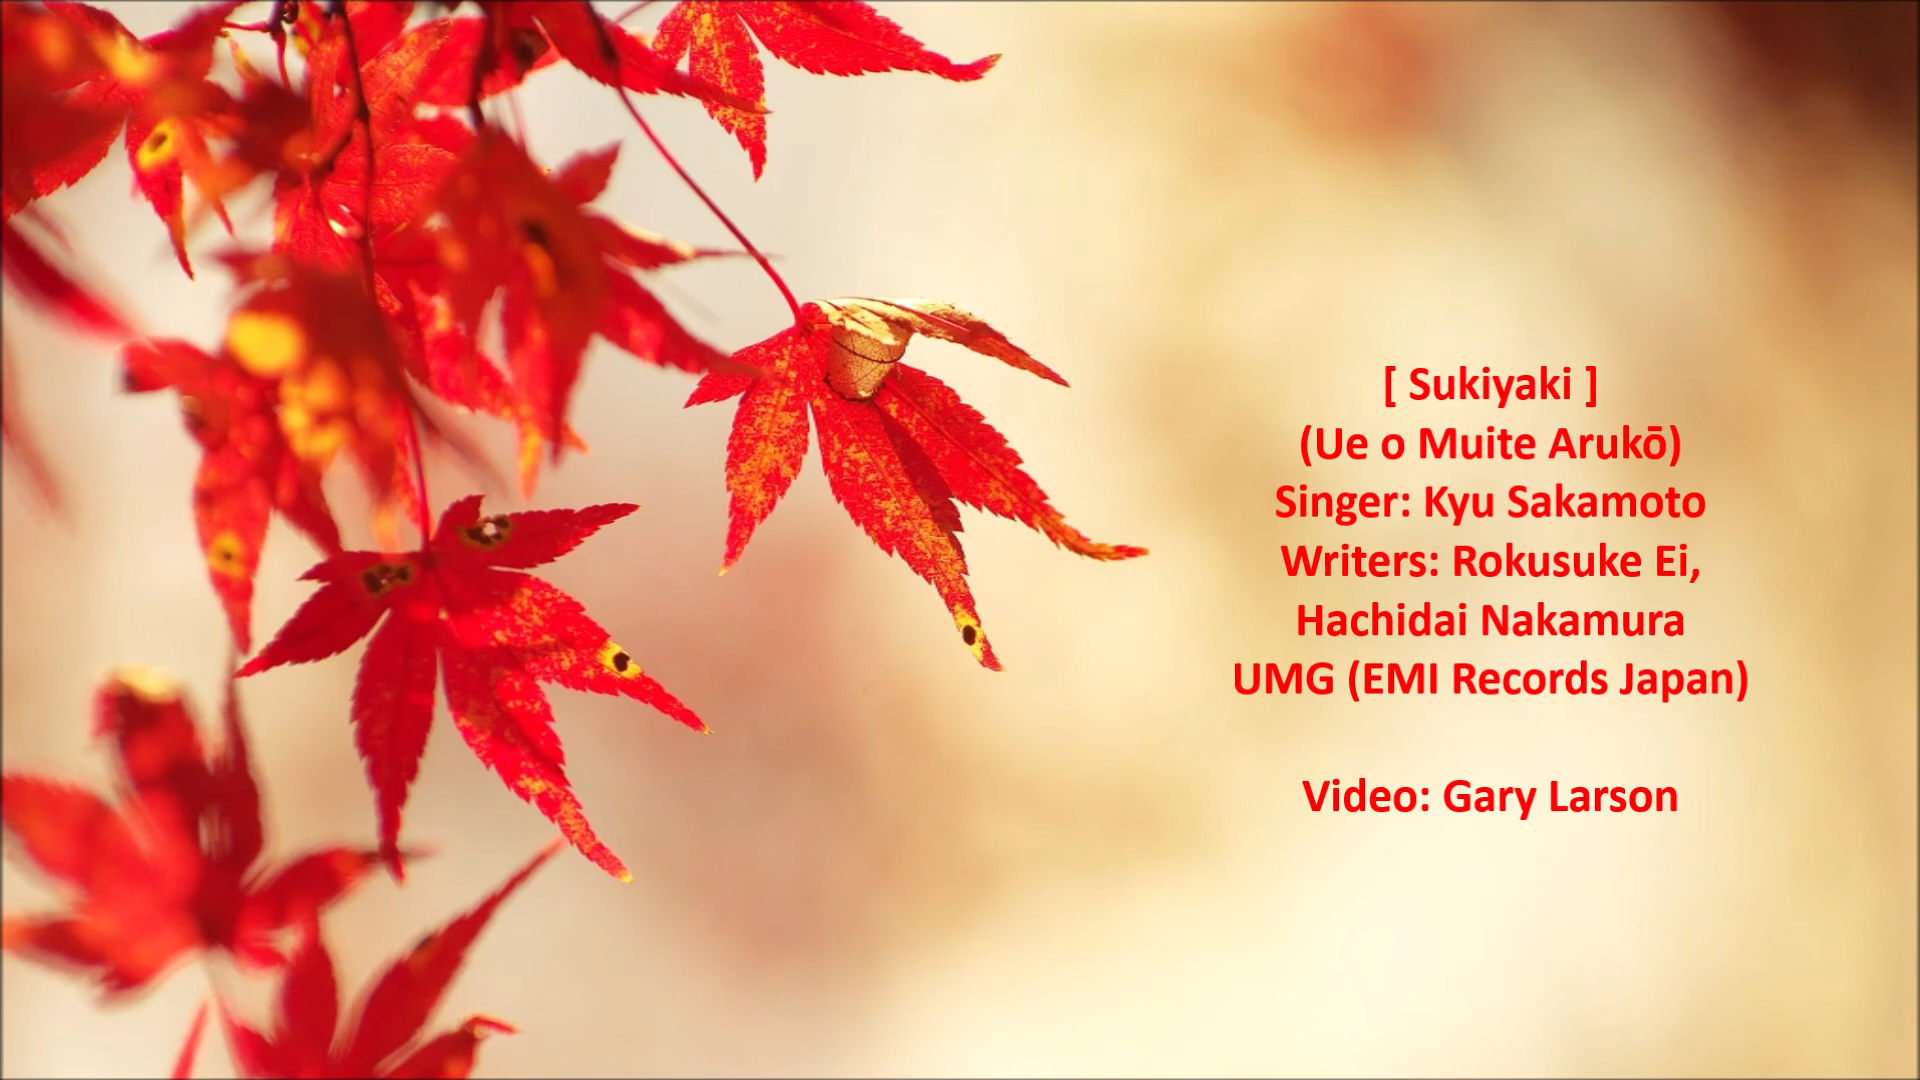 [ Sukiyaki ]
(Ue o Muite Arukō)
Singer: Kyu Sakamoto
Writers: Rokusuke Ei,
Hachidai Nakamura
UMG (EMI Records Japan)
Video: Gary Larson